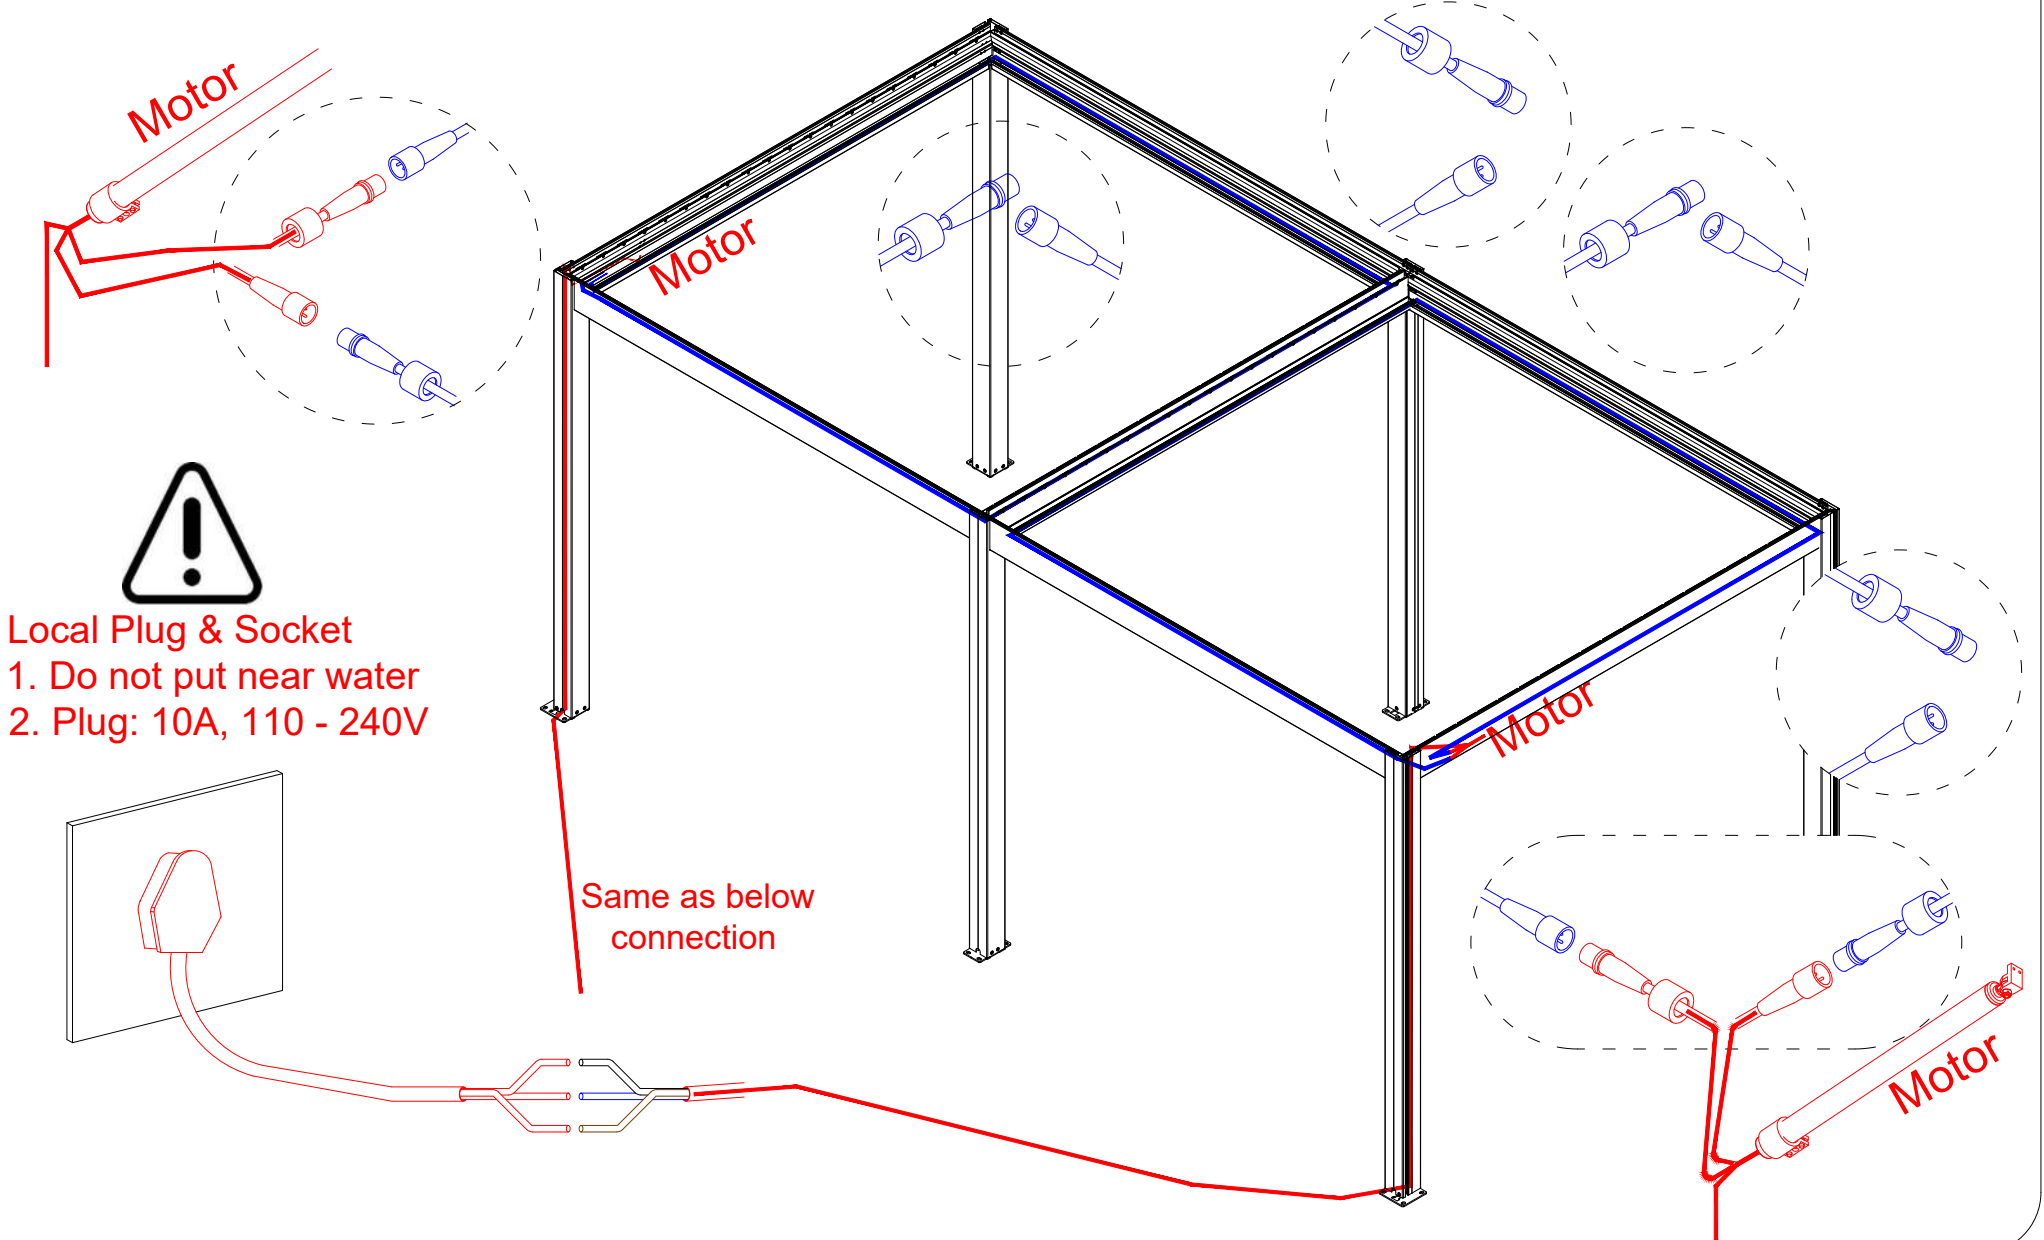 Motor
Motor
Local Plug & Socket
1. Do not put near water
2. Plug: 10A, 110 - 240V
Motor
Same as below
connection
Motor